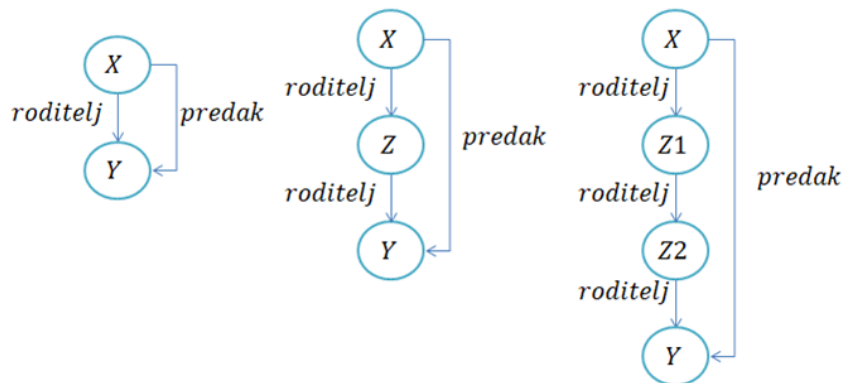 X
roditelj
predak
Y
X
roditelj
Z
predak
roditelj
Y
X
roditelj
Z1
predak
roditelj
Z2
roditelj
Y